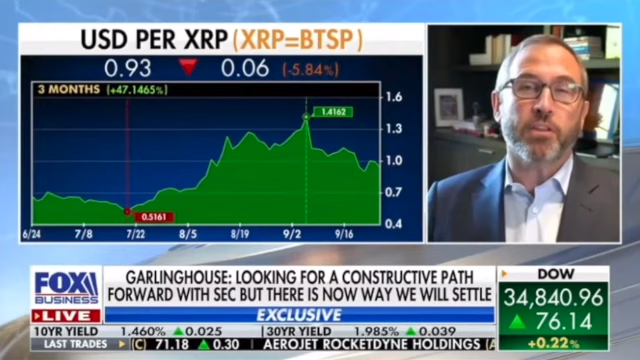 USD PER XRP (XRP=BTSP)
0.93 ▼ 0.06 (-5.84%)
3 MONTHS (+47.1465%)
1.6
1.4162
1.3
1.0
0.7
0.5161
0.4
6/24 7/8 7/22 8/5 8/19 9/2 9/16
FOX
BUSINESS
LIVE
GARLINGHOUSE: LOOKING FOR A CONSTRUCTIVE PATH
FORWARD WITH SEC BUT THERE IS NOW WAY WE WILL SETTLE
EXCLUSIVE
DOW
34,840.96
▲ 76.14
+0.22%
10YR YIELD 1.460% ▲ 0.025 30YR YIELD 1.985% ▲ 0.039
LAST TRADES (C) 71.18 ▲ 0.30 AEROJET ROCKETDYNE HOLDINGS (A